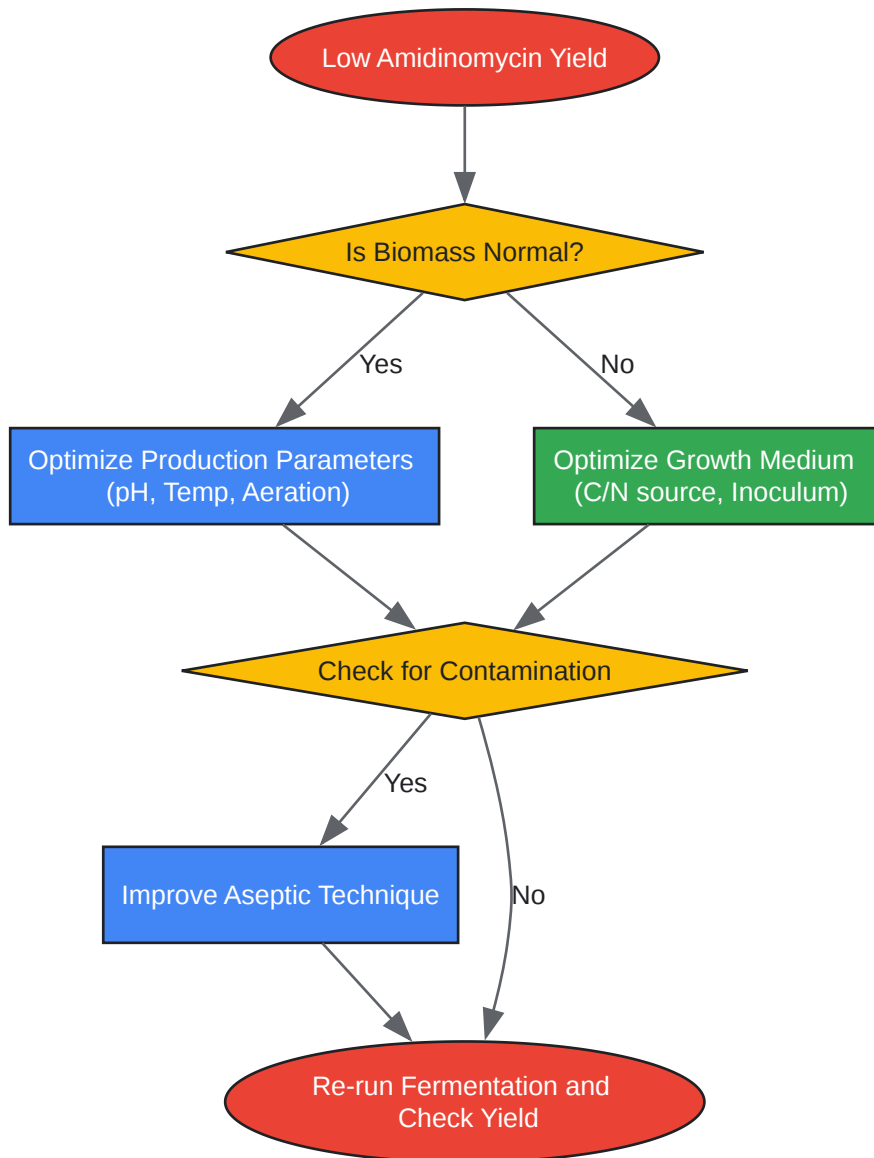 Low Amidinomycin Yield
Is Biomass Normal?
Yes
No
Optimize Production Parameters
(pH, Temp, Aeration)
Optimize Growth Medium
(C/N source, Inoculum)
Check for Contamination
Yes
Improve Aseptic Technique
No
Re-run Fermentation and
Check Yield